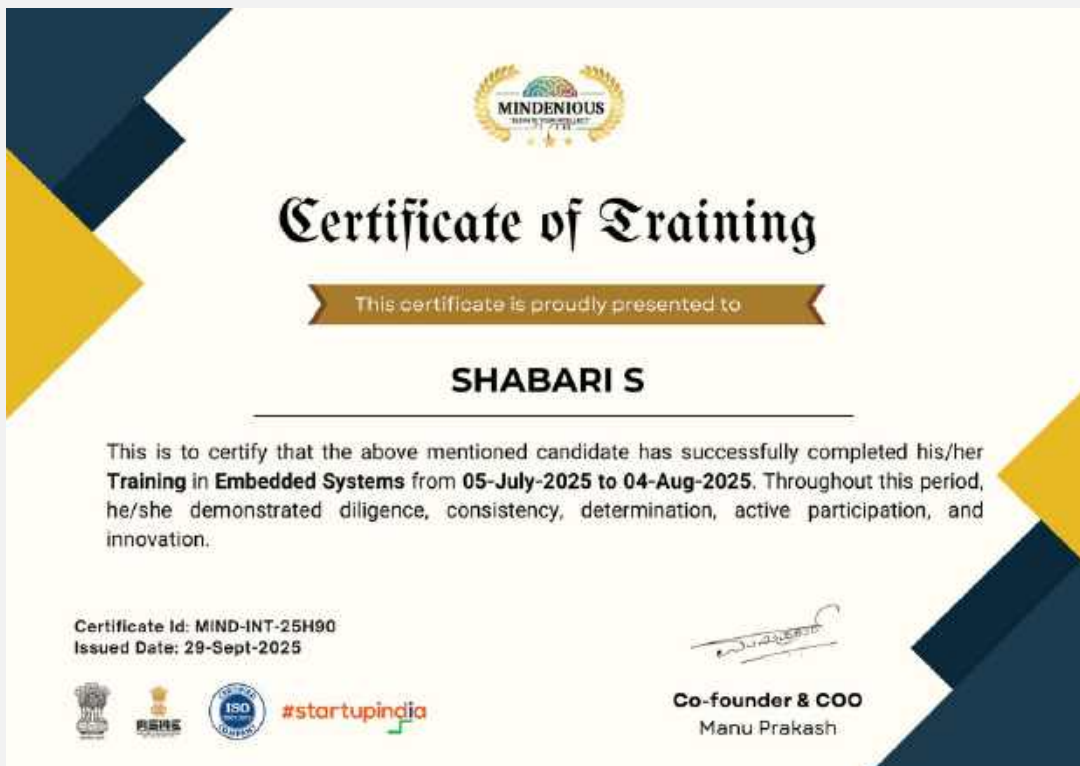 MINDENIOUS
Certificate of Training
This certificate is proudly presented to
SHABARI S
This is to certify that the above mentioned candidate has successfully completed his/her
Training in Embedded Systems from 05-July-2025 to 04-Aug-2025. Throughout this period,
he/she demonstrated diligence, consistency, determination, active participation, and
innovation.
Certificate Id: MIND-INT-25H90
Issued Date: 29-Sept-2025
CERTIFIED
ISO
COMPANY
#startupindia
Co-founder & COO
Manu Prakash